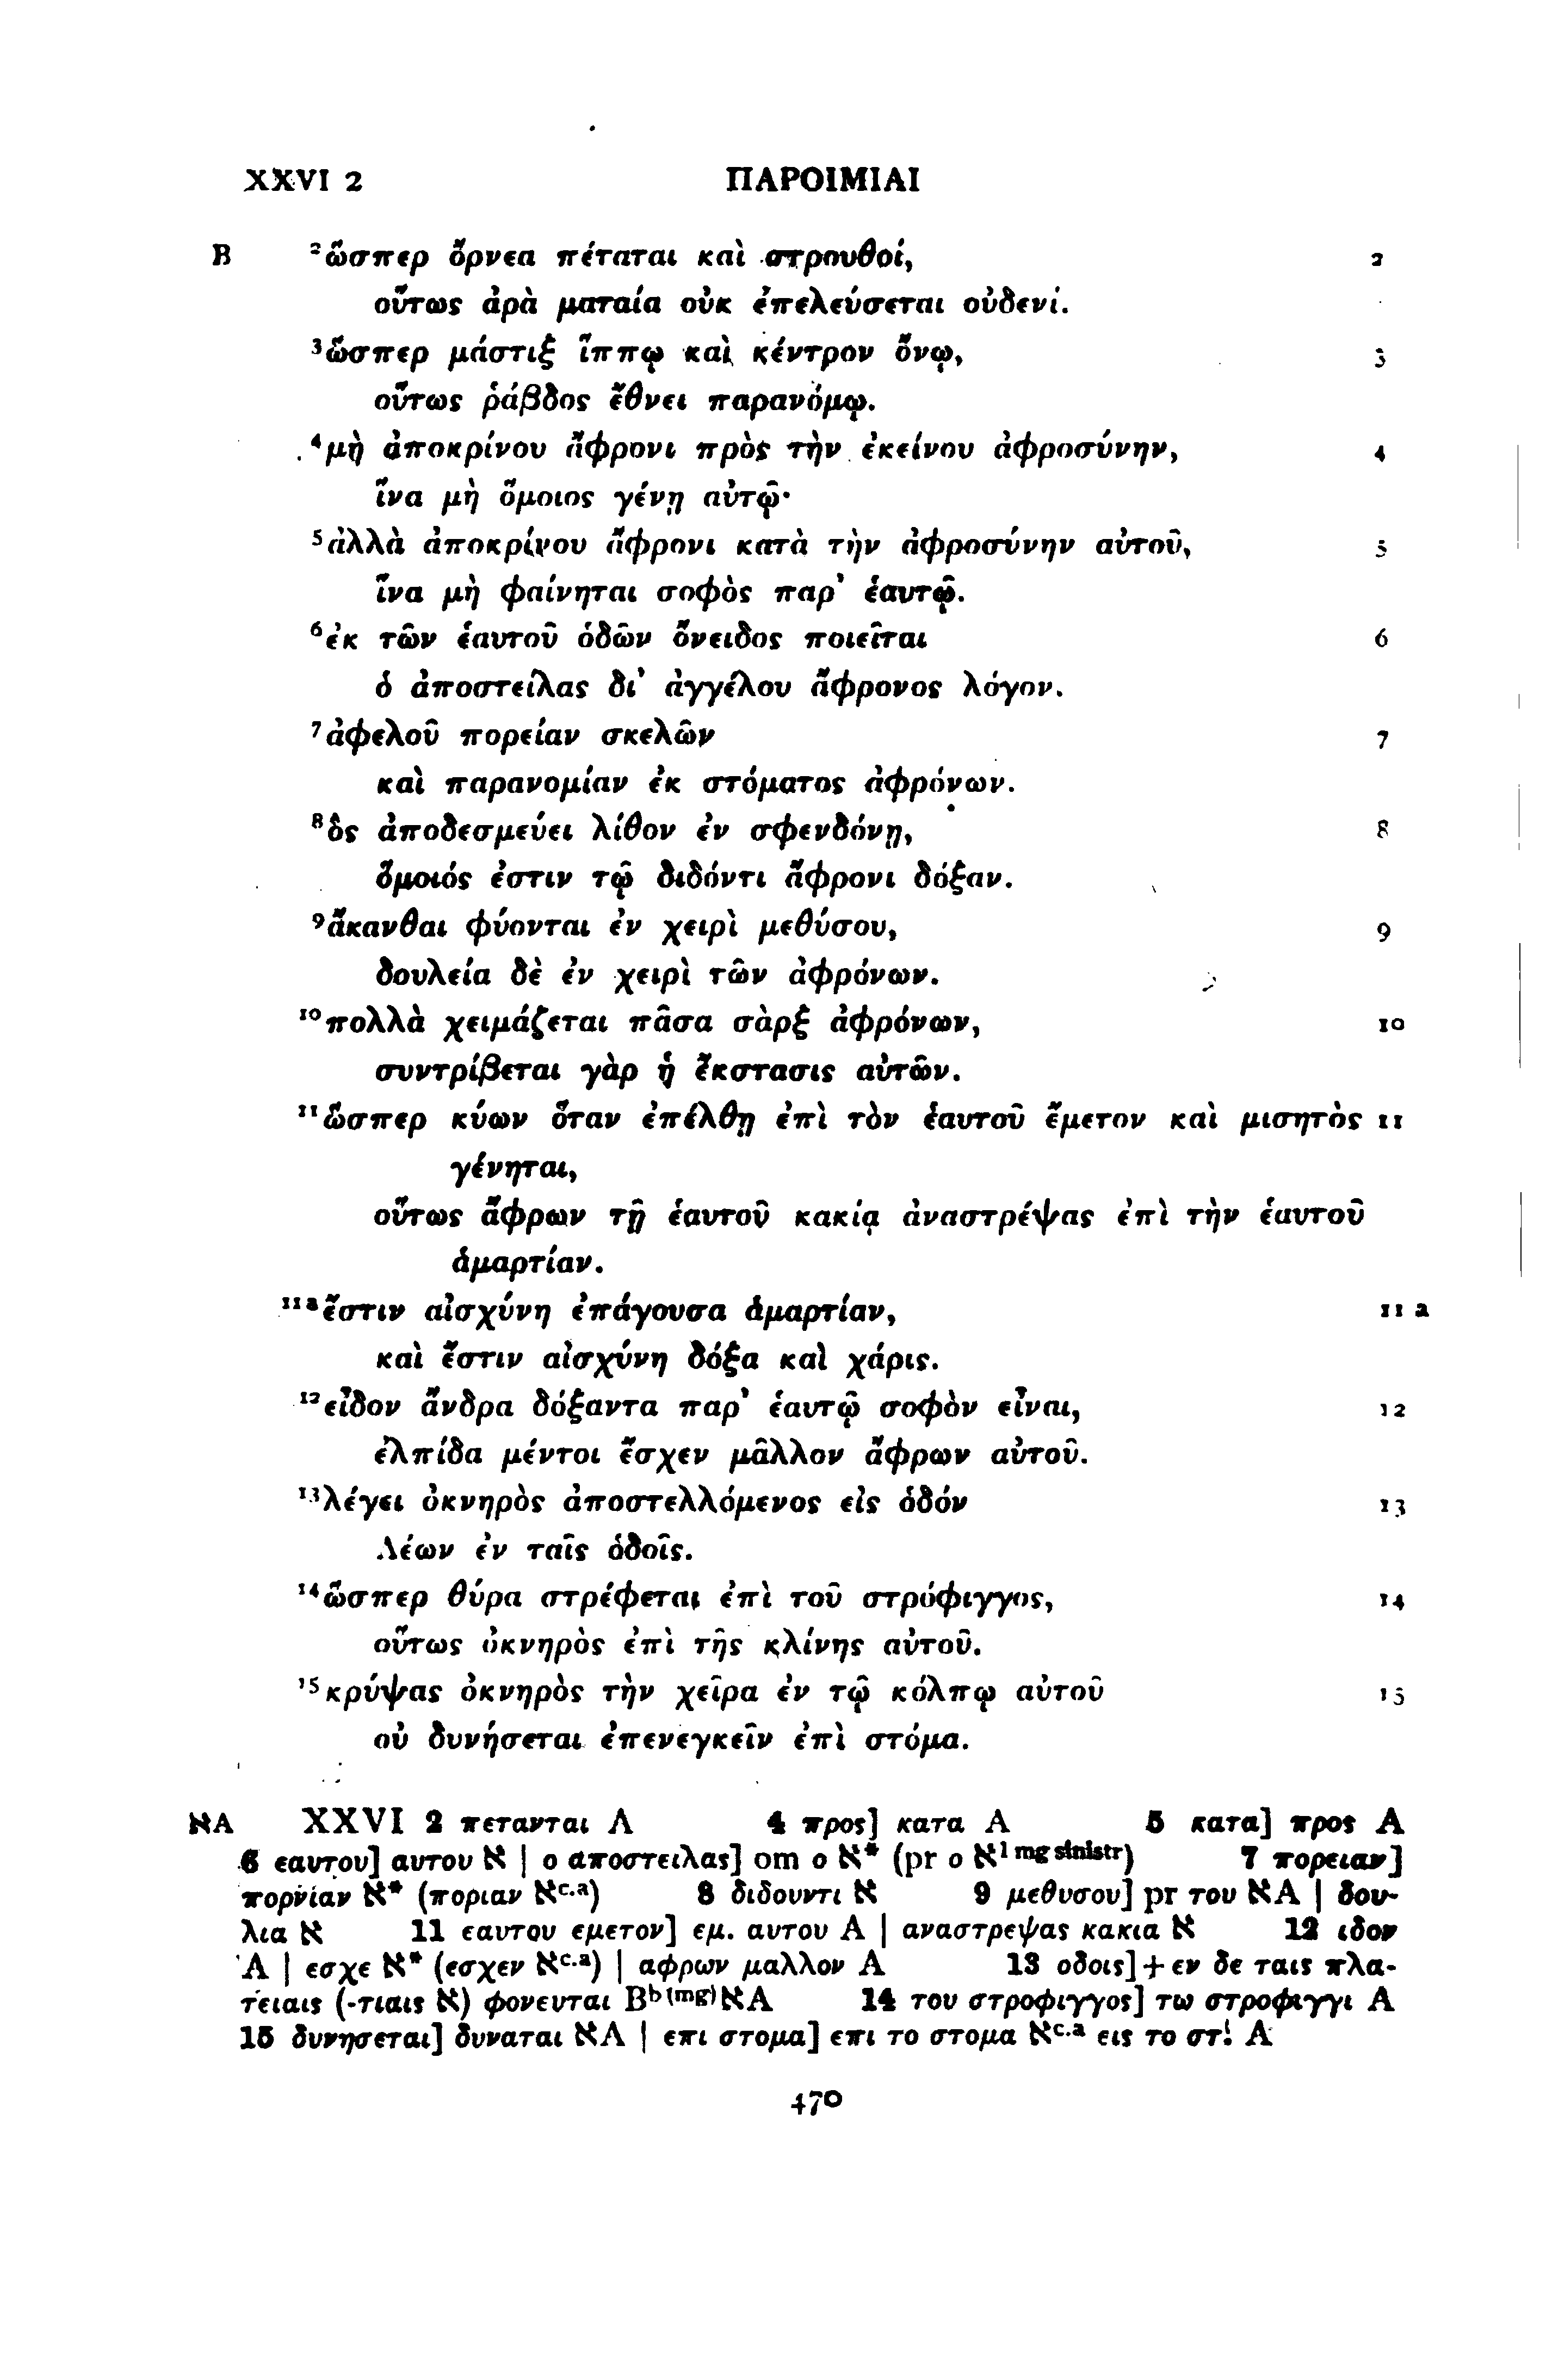 XXVI 2 ΠΑΡΟΙΜΙΑΙ
B ²ὥσπερ ὄρνεα πέταται καὶ στρουθοί, 2
οὕτως ἀρὰ ματαία οὐκ ἐπελεύσεται οὐδενί.
³ὥσπερ μάστιξ ἵππῳ καὶ κέντρον ὄνῳ, 3
οὕτως ῥάβδος ἔθνει παρανόμῳ.
⁴μὴ ἀποκρίνου ἄφρονι πρὸς τὴν ἐκείνου ἀφροσύνην, 4
ἵνα μὴ ὅμοιος γένῃ αὐτῷ·
⁵ἀλλὰ ἀποκρίνου ἄφρονι κατὰ τὴν ἀφροσύνην αὐτοῦ, 5
ἵνα μὴ φαίνηται σοφὸς παρ᾽ ἑαυτῷ.
⁶ἐκ τῶν ἑαυτοῦ ὁδῶν ὄνειδος ποιεῖται 6
ὁ ἀποστείλας δι᾽ ἀγγέλου ἄφρονος λόγον.
⁷ἀφελοῦ πορείαν σκελῶν 7
καὶ παρανομίαν ἐκ στόματος ἀφρόνων.
⁸ὃς ἀποδεσμεύει λίθον ἐν σφενδόνῃ, 8
ὅμοιός ἐστιν τῷ διδόντι ἄφρονι δόξαν.
⁹ἄκανθαι φύονται ἐν χειρὶ μεθύσου, 9
δουλεία δὲ ἐν χειρὶ τῶν ἀφρόνων.
¹⁰πολλὰ χειμάζεται πᾶσα σὰρξ ἀφρόνων, 10
συντρίβεται γὰρ ἡ ἔκστασις αὐτῶν.
¹¹ὥσπερ κύων ὅταν ἐπέλθῃ ἐπὶ τὸν ἑαυτοῦ ἔμετον καὶ μισητὸς 11
γένηται,
οὕτως ἄφρων τῇ ἑαυτοῦ κακίᾳ ἀναστρέψας ἐπὶ τὴν ἑαυτοῦ
ἁμαρτίαν.
¹¹ᵃἔστιν αἰσχύνη ἐπάγουσα ἁμαρτίαν, 11 a
καὶ ἔστιν αἰσχύνη δόξα καὶ χάρις.
¹²εἶδον ἄνδρα δόξαντα παρ᾽ ἑαυτῷ σοφὸν εἶναι, 12
ἐλπίδα μέντοι ἔσχεν μᾶλλον ἄφρων αὐτοῦ.
¹³λέγει ὀκνηρὸς ἀποστελλόμενος εἰς ὁδόν 13
Λέων ἐν ταῖς ὁδοῖς.
¹⁴ὥσπερ θύρα στρέφεται ἐπὶ τοῦ στρόφιγγος, 14
οὕτως ὀκνηρὸς ἐπὶ τῆς κλίνης αὐτοῦ.
¹⁵κρύψας ὀκνηρὸς τὴν χεῖρα ἐν τῷ κόλπῳ αὐτοῦ 15
οὐ δυνήσεται ἐπενεγκεῖν ἐπὶ στόμα.
אA XXVI 2 πετανται A 4 προς] κατα A 5 κατα] προς A
6 εαυτου] αυτου א | ο αποστειλας] om ο א* (pr ο א¹ ᵐᵍ ˢⁱⁿⁱˢᵗʳ) 7 πορειαν]
πορνιαν א* (ποριαν אᶜ·ᵃ) 8 διδουντι א 9 μεθυσου] pr του אA | δου-
λια א 11 εαυτου εμετον] εμ. αυτου A | αναστρεψας κακια א 12 ιδον
A | εσχε א* (εσχεν אᶜ·ᵃ) | αφρων μαλλον A 13 οδοις]+εν δε ταις πλα-
τειαις (-τιαις א) φονευται Bᵇ⁽ᵐᵍ⁾אA 14 του στροφιγγος] τω στροφιγγι A
15 δυνησεται] δυναται אA | επι στομα] επι το στομα אᶜ·ᵃ εις το στ. A
470